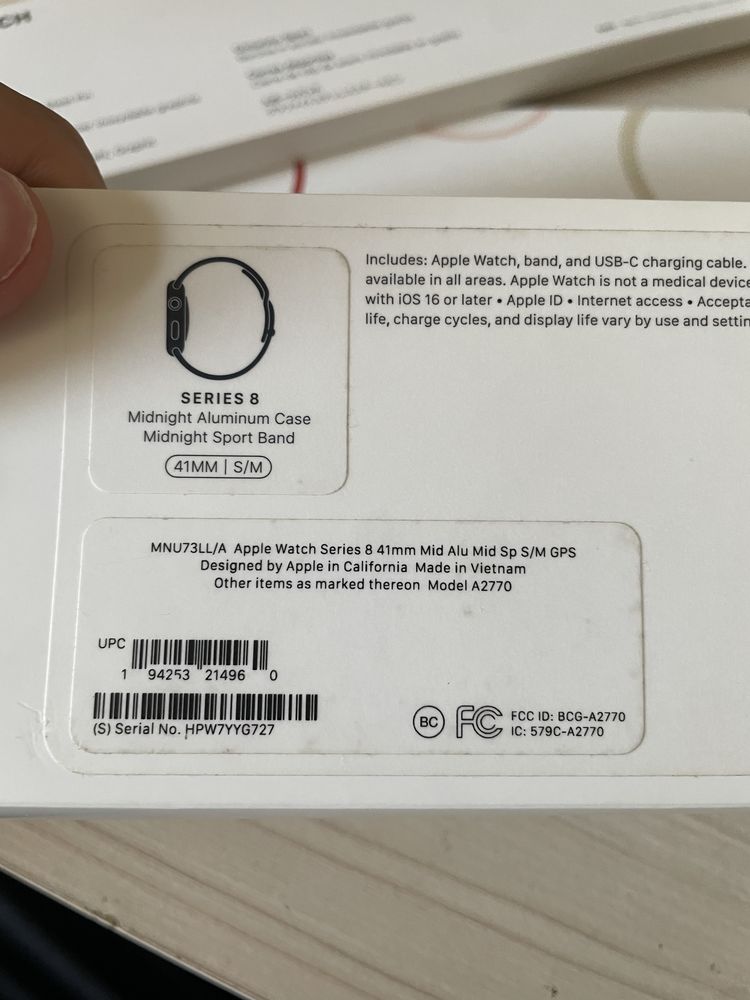 CH
Includes: Apple Watch, band, and USB-C charging cable.
available in all areas. Apple Watch is not a medical device
with iOS 16 or later • Apple ID • Internet access • Accepta
life, charge cycles, and display life vary by use and settin
SERIES 8
Midnight Aluminum Case
Midnight Sport Band
41MM | S/M
MNU73LL/A Apple Watch Series 8 41mm Mid Alu Mid Sp S/M GPS
Designed by Apple in California Made in Vietnam
Other items as marked thereon Model A2770
UPC
1 94253 21496 0
(S) Serial No. HPW7YYG727
BC FC FCC ID: BCG-A2770
IC: 579C-A2770